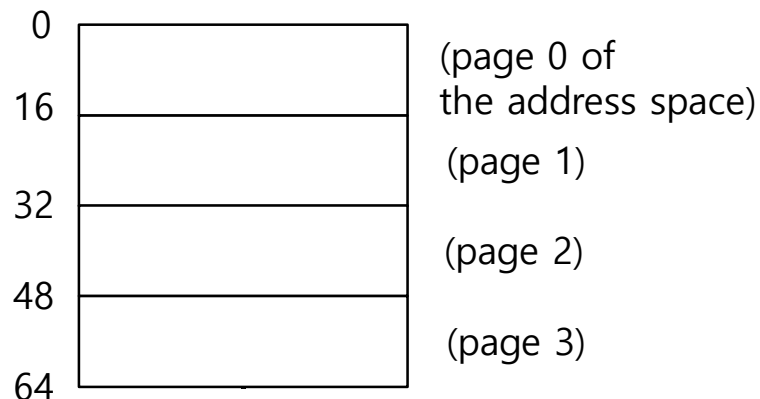 0
(page 0 of
the address space)
16
(page 1)
32
(page 2)
48
(page 3)
64